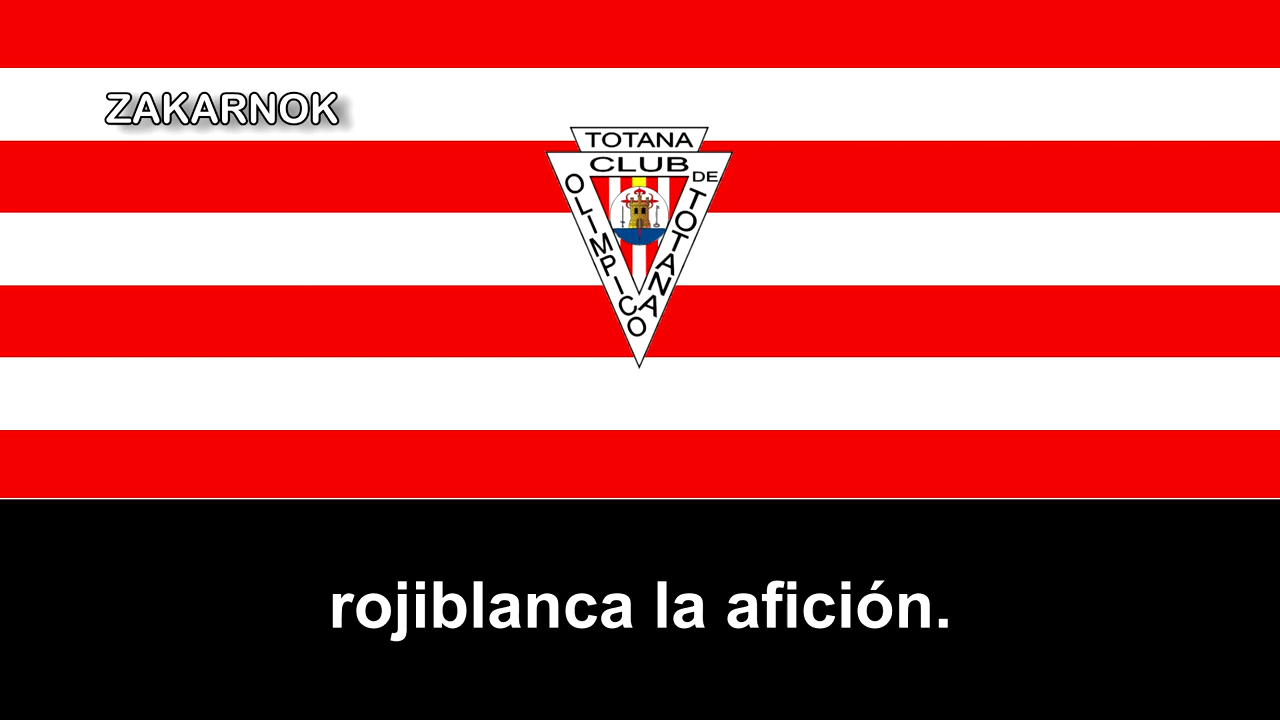 ZAKARNOK
TOTANA
CLUB
OLIMPICO
DE TOTANA
rojiblanca la afición.